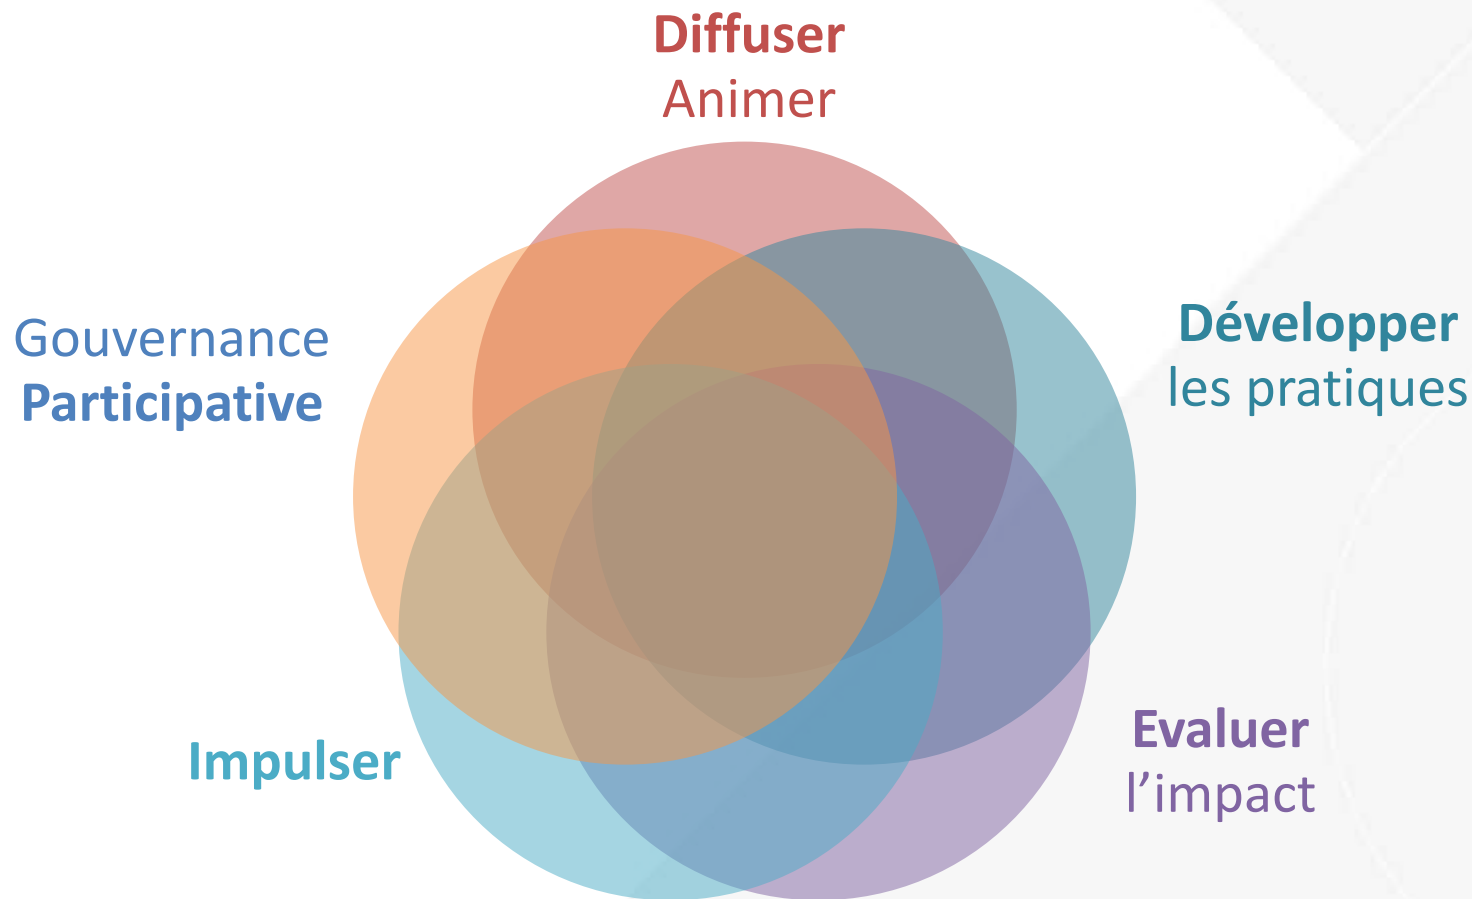 Diffuser
Animer
Gouvernance
Participative
Développer
les pratiques
Impulser
Evaluer
l’impact